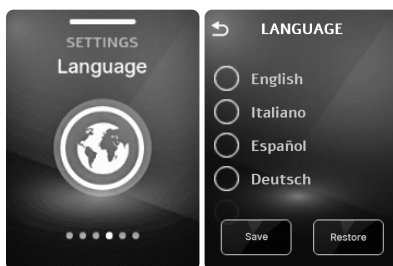 SETTINGS
Language
LANGUAGE
English
Italiano
Español
Deutsch
Save
Restore